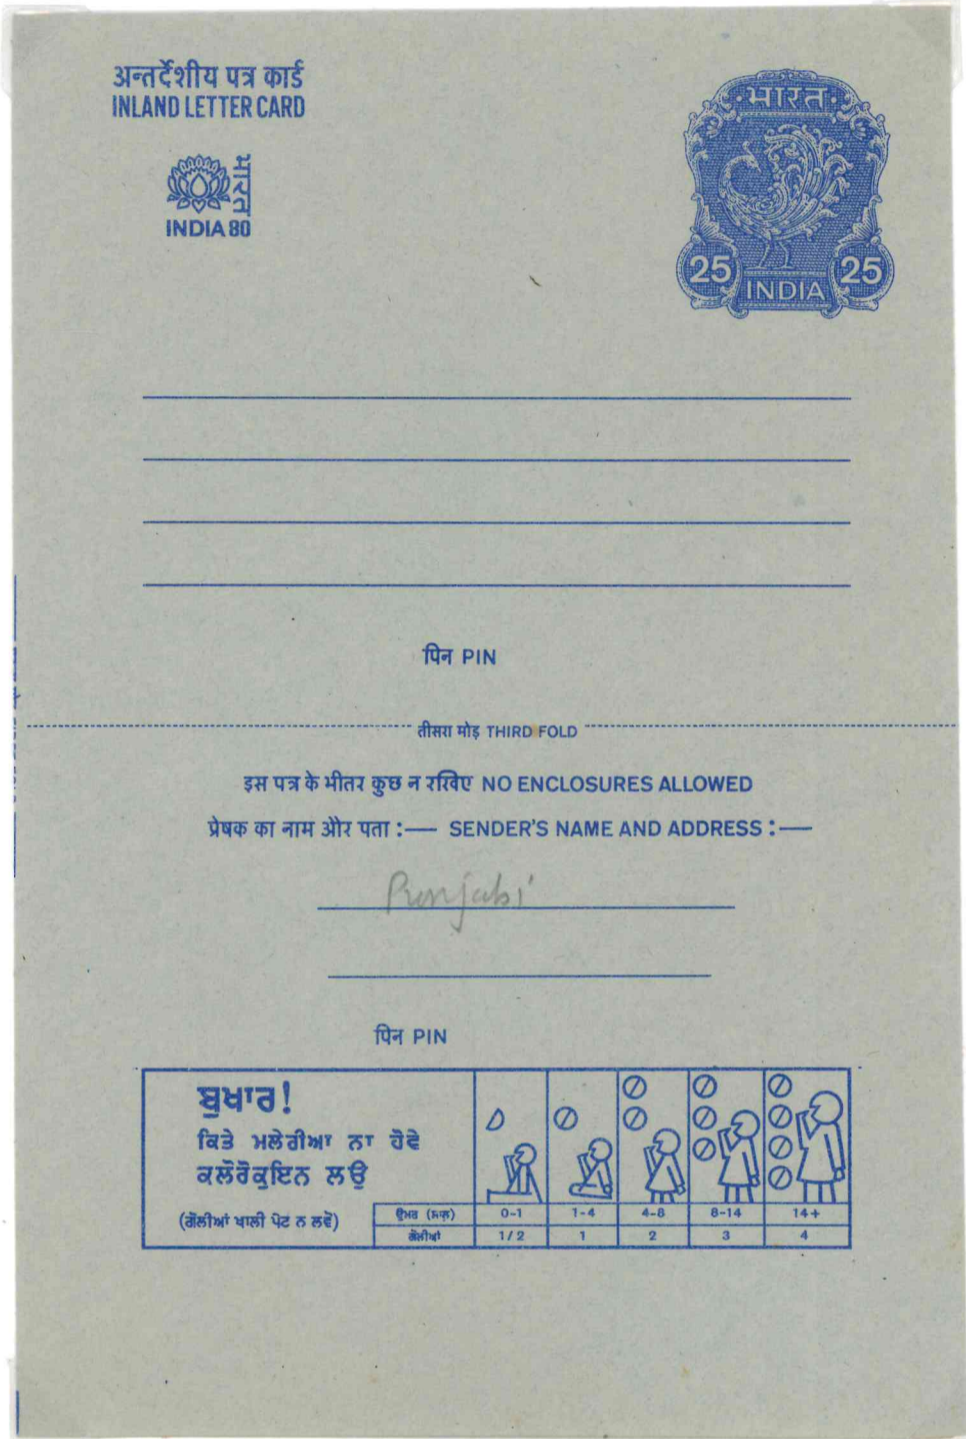 अन्तर्देशीय पत्र कार्ड
INLAND LETTER CARD
भारत
INDIA 80
भारत
25 25
INDIA
पिन PIN
तीसरा मोड़ THIRD FOLD
इस पत्र के भीतर कुछ न रखिए NO ENCLOSURES ALLOWED
प्रेषक का नाम और पता :— SENDER'S NAME AND ADDRESS :—
Punjabi
पिन PIN
ਬੁਖਾਰ!
ਕਿਤੇ ਮਲੇਰੀਆ ਨਾ ਹੋਵੇ
ਕਲੋਰੋਕੁਇਨ ਲਉ
(ਗੋਲੀਆਂ ਖਾਲੀ ਪੇਟ ਨ ਲਵੋ)
ਉਮਰ (ਸਾਲ) 0-1 1-4 4-8 8-14 14+
ਗੋਲੀਆਂ 1/2 1 2 3 4